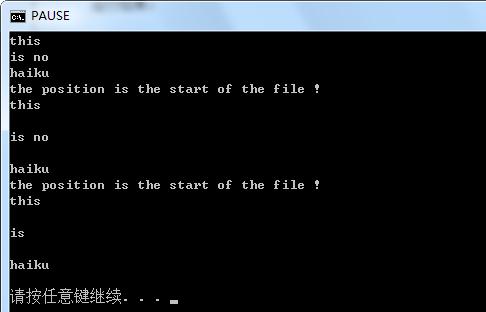 PAUSE
this
is no
haiku
the position is the start of the file !
this
is no
haiku
the position is the start of the file !
this
is
haiku
请按任意键继续. . .